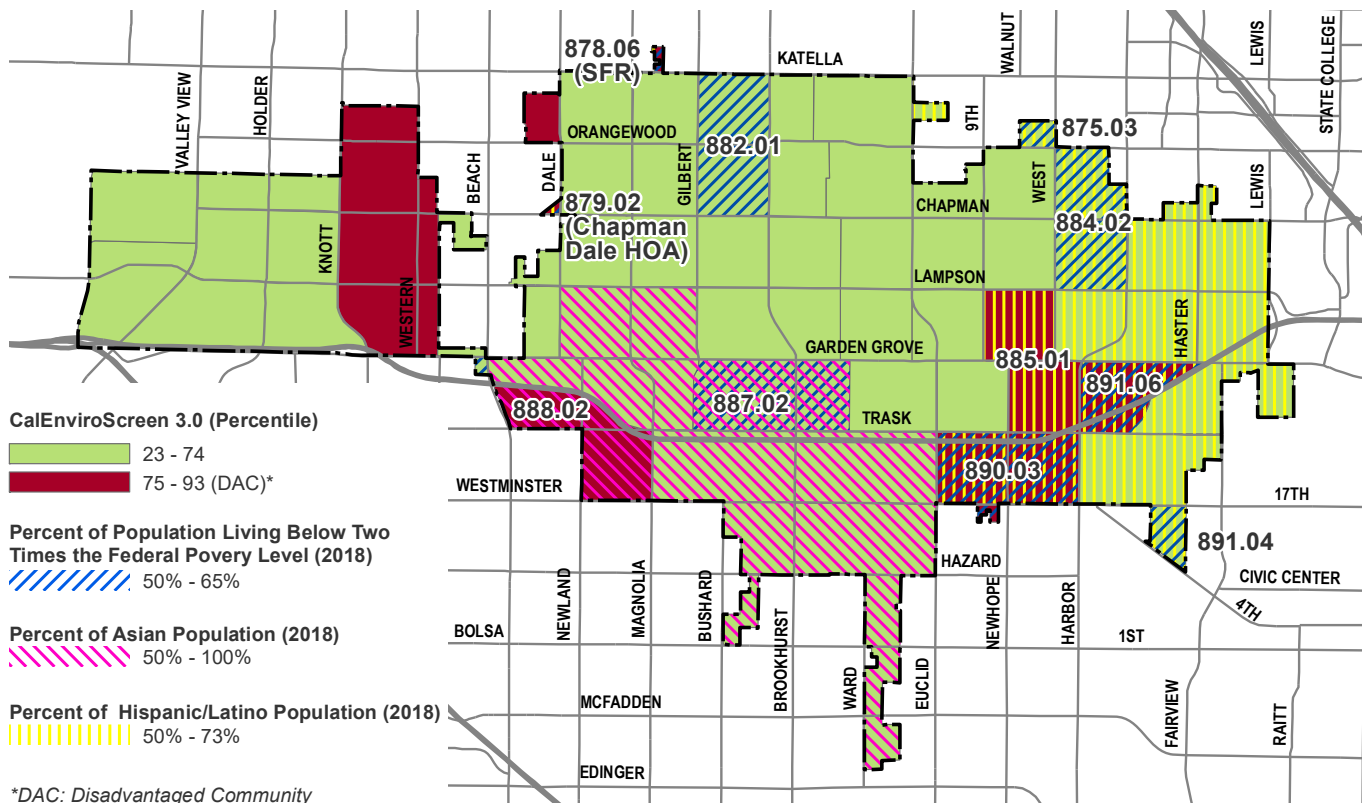 878.06
(SFR)
KATELLA
WALNUT
LEWIS
STATE COLLEGE
VALLEY VIEW
HOLDER
ORANGEWOOD
9TH
875.03
882.01
BEACH
DALE
GILBERT
WEST
LEWIS
879.02
(Chapman
Dale HOA)
CHAPMAN
884.02
KNOTT
LAMPSON
WESTERN
HASTER
GARDEN GROVE
885.01
891.06
888.02
887.02
TRASK
CalEnviroScreen 3.0 (Percentile)
23 - 74
75 - 93 (DAC)*
WESTMINSTER
890.03
17TH
Percent of Population Living Below Two
Times the Federal Poverty Level (2018)
50% - 65%
891.04
HAZARD
CIVIC CENTER
4TH
Percent of Asian Population (2018)
50% - 100%
BOLSA
NEWLAND
MAGNOLIA
BUSHARD
BROOKHURST
WARD
EUCLID
NEWHOPE
HARBOR
1ST
Percent of Hispanic/Latino Population (2018)
50% - 73%
MCFADDEN
FAIRVIEW
RAITT
EDINGER
*DAC: Disadvantaged Community